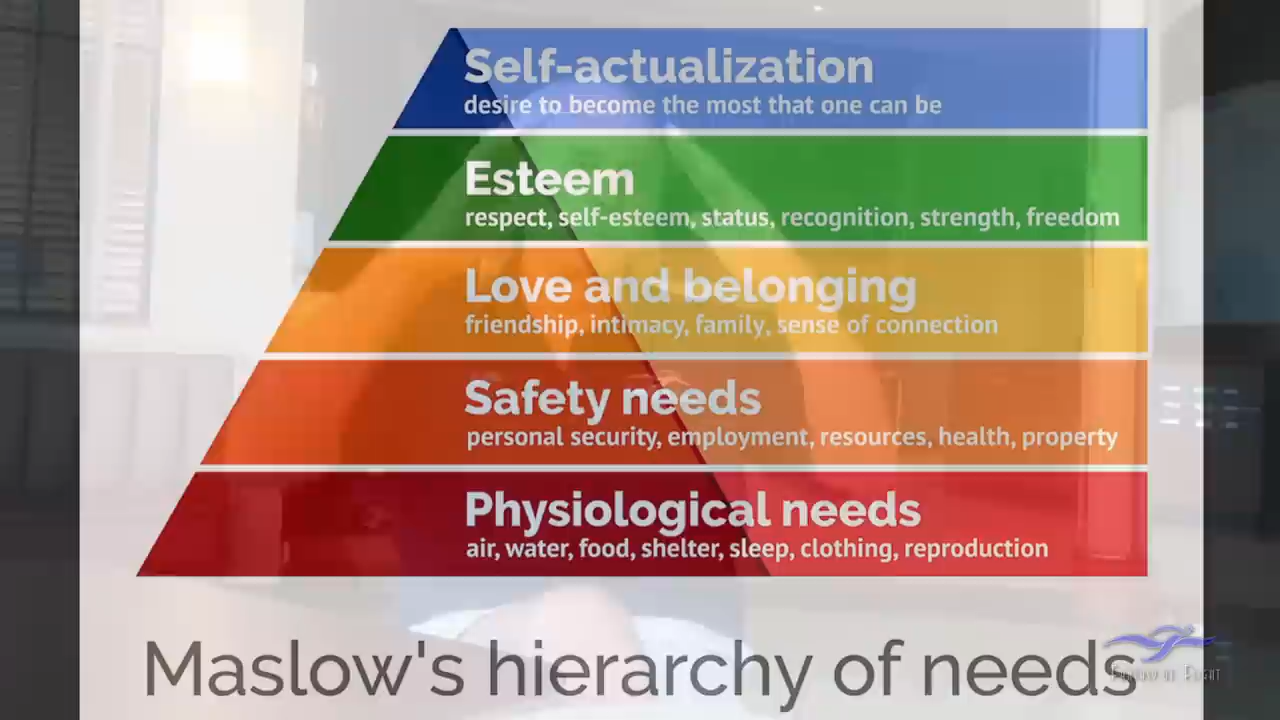 Self-actualization
desire to become the most that one can be
Esteem
respect, self-esteem, status, recognition, strength, freedom
Love and belonging
friendship, intimacy, family, sense of connection
Safety needs
personal security, employment, resources, health, property
Physiological needs
air, water, food, shelter, sleep, clothing, reproduction
Maslow's hierarchy of needs